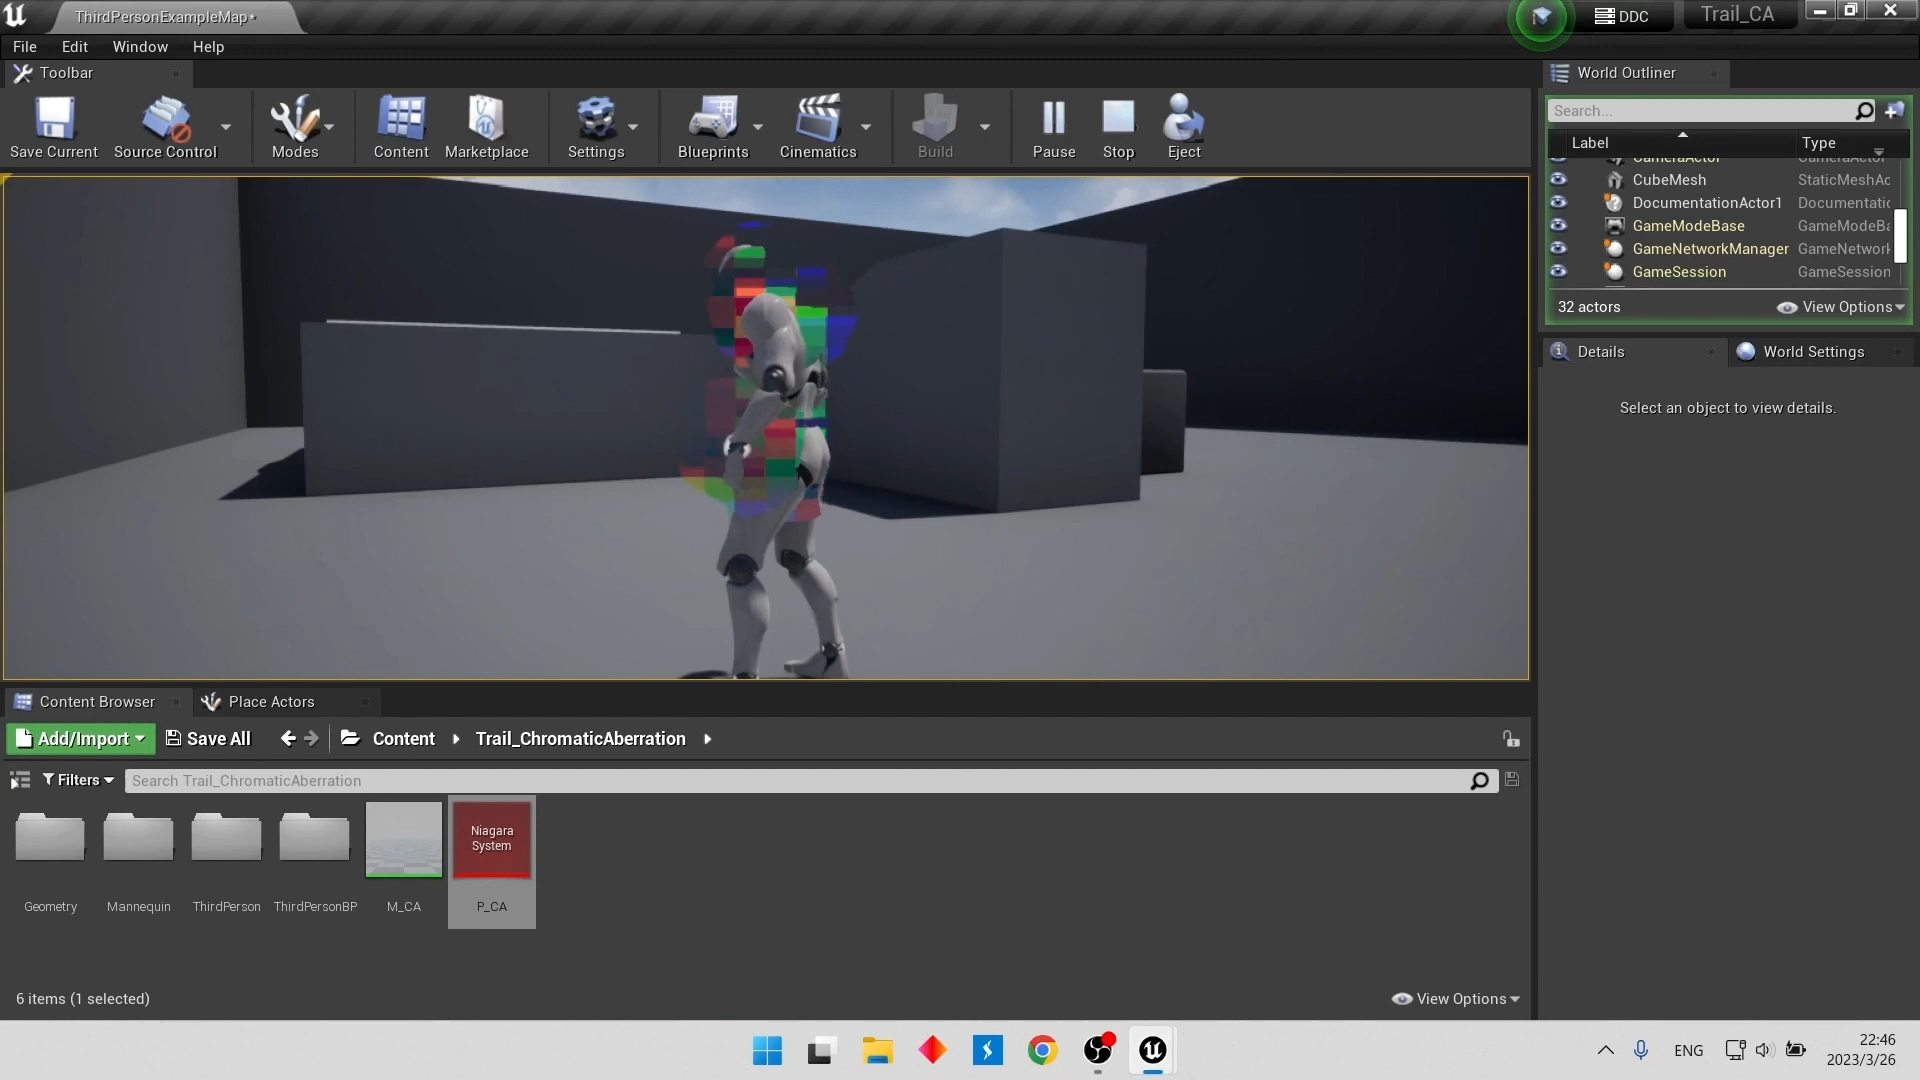 ThirdPersonExampleMap*
DDC
Trail_CA
File
Edit
Window
Help
Toolbar
World Outliner
Save Current
Source Control
Modes
Content
Marketplace
Settings
Blueprints
Cinematics
Build
Pause
Stop
Eject
Search...
Label
Type
CameraActor
CameraActor
CubeMesh
StaticMeshAc
DocumentationActor1
Documentatic
GameModeBase
GameModeBa
GameNetworkManager
GameNetwork
GameSession
GameSession
32 actors
View Options
Details
World Settings
Select an object to view details.
Content Browser
Place Actors
Add/Import
Save All
Content
Trail_ChromaticAberration
Filters
Search Trail_ChromaticAberration
Niagara
System
Geometry
Mannequin
ThirdPerson
ThirdPersonBP
M_CA
P_CA
6 items (1 selected)
View Options
ENG
22:46
2023/3/26